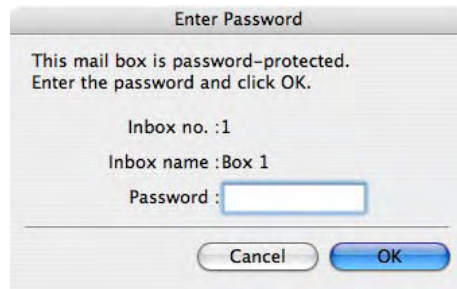 Enter Password
This mail box is password-protected.
Enter the password and click OK.
Inbox no. :1
Inbox name :Box 1
Password :
Cancel OK